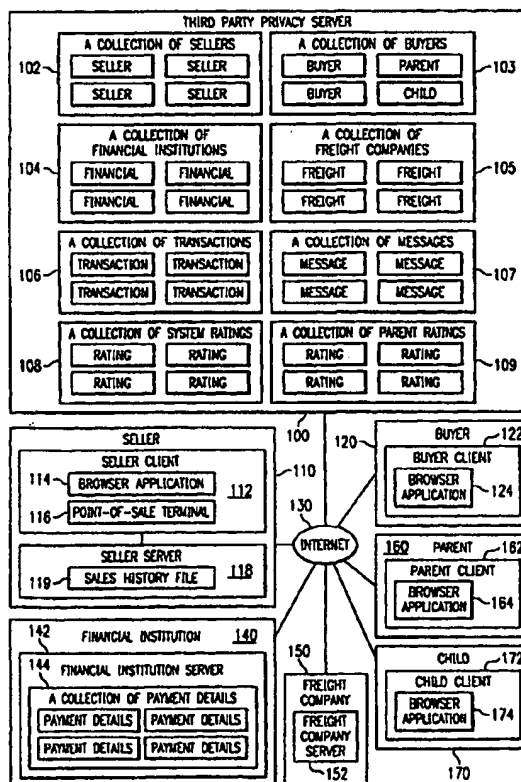 THIRD PARTY PRIVACY SERVER
A COLLECTION OF SELLERS
SELLER SELLER
SELLER SELLER
102
A COLLECTION OF BUYERS
BUYER PARENT
BUYER CHILD
103
A COLLECTION OF
FINANCIAL INSTITUTIONS
FINANCIAL FINANCIAL
FINANCIAL FINANCIAL
104
A COLLECTION OF
FREIGHT COMPANIES
FREIGHT FREIGHT
FREIGHT FREIGHT
105
A COLLECTION OF TRANSACTIONS
TRANSACTION TRANSACTION
TRANSACTION TRANSACTION
106
A COLLECTION OF MESSAGES
MESSAGE MESSAGE
MESSAGE MESSAGE
107
A COLLECTION OF SYSTEM RATINGS
RATING RATING
RATING RATING
108
A COLLECTION OF PARENT RATINGS
RATING RATING
RATING RATING
109
100
SELLER
110
SELLER CLIENT
114 BROWSER APPLICATION 112
116 POINT-OF-SALE TERMINAL
SELLER SERVER
119 SALES HISTORY FILE 118
130
INTERNET
120
BUYER 122
BUYER CLIENT
BROWSER
APPLICATION
124
160 PARENT 162
PARENT CLIENT
BROWSER
APPLICATION
164
CHILD 172
CHILD CLIENT
BROWSER
APPLICATION
174
170
142 FINANCIAL INSTITUTION 140
144
FINANCIAL INSTITUTION SERVER
A COLLECTION OF PAYMENT DETAILS
PAYMENT DETAILS PAYMENT DETAILS
PAYMENT DETAILS PAYMENT DETAILS
150
FREIGHT
COMPANY
FREIGHT
COMPANY
SERVER
152